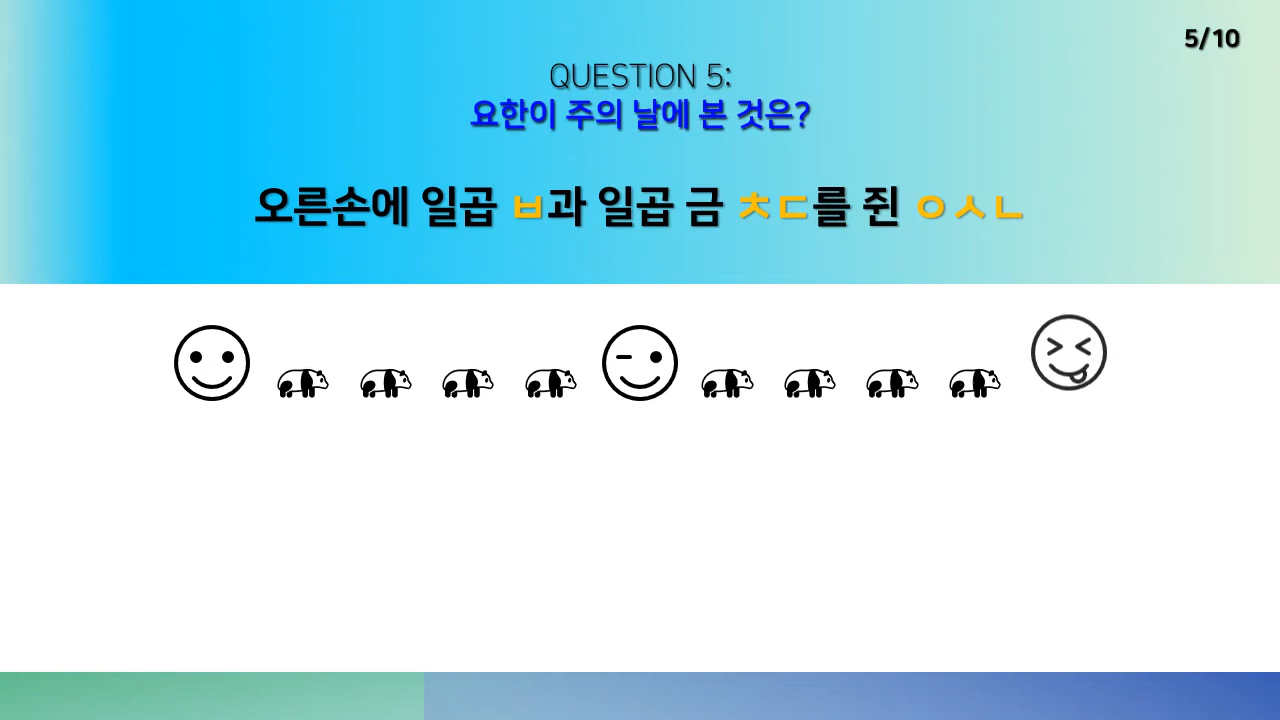 5/10
QUESTION 5:
요한이 주의 날에 본 것은?
오른손에 일곱 ㅂ과 일곱 금 ㅊㄷ를 쥔 ㅇㅅㄴ